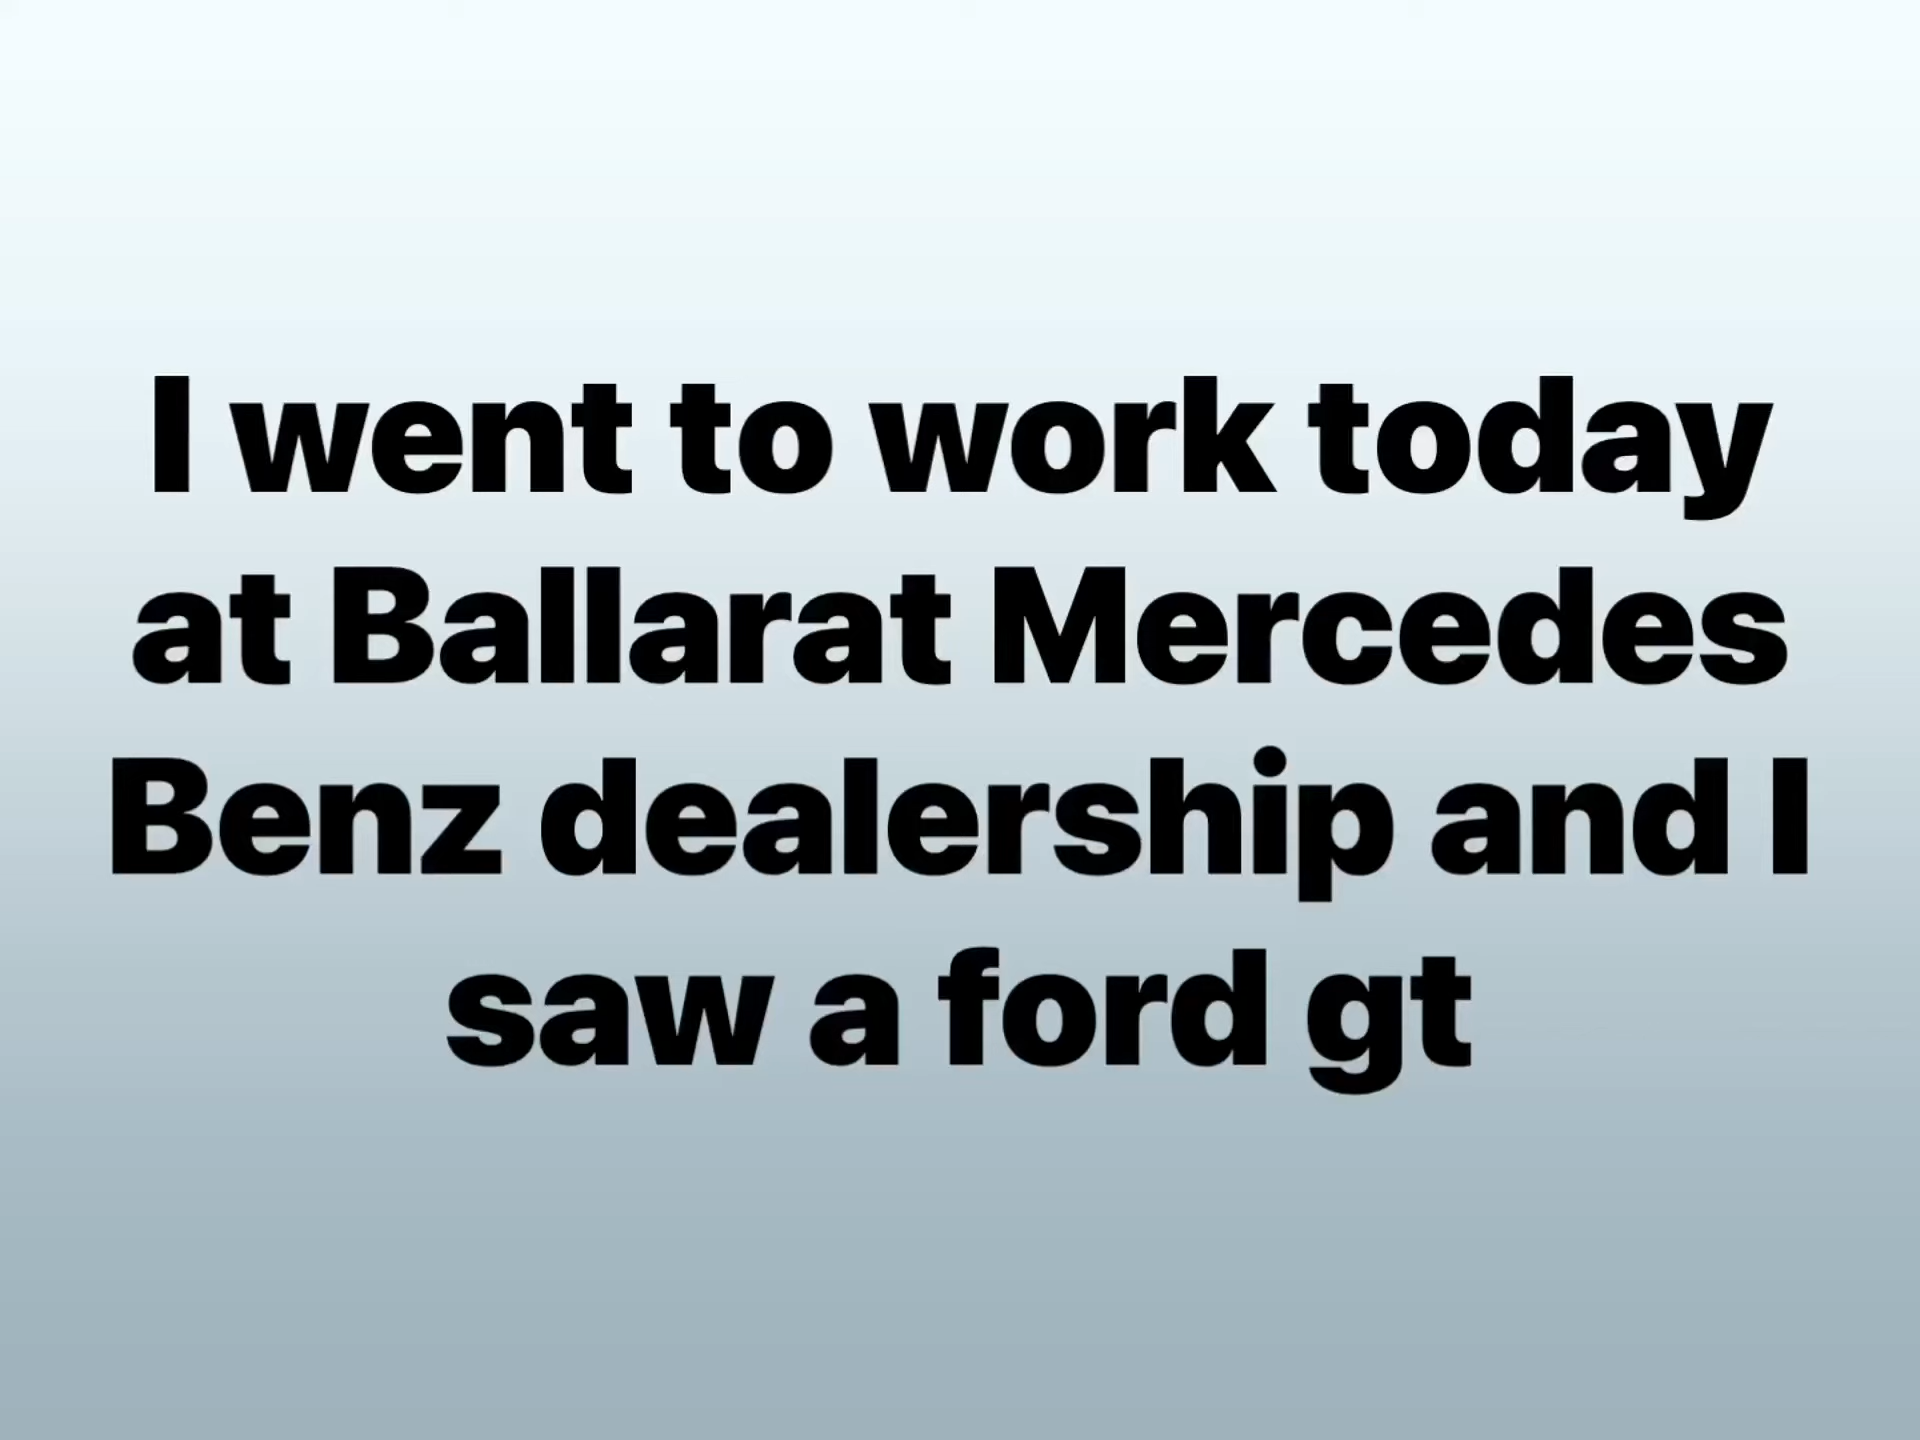 I went to work today
at Ballarat Mercedes
Benz dealership and I
saw a ford gt